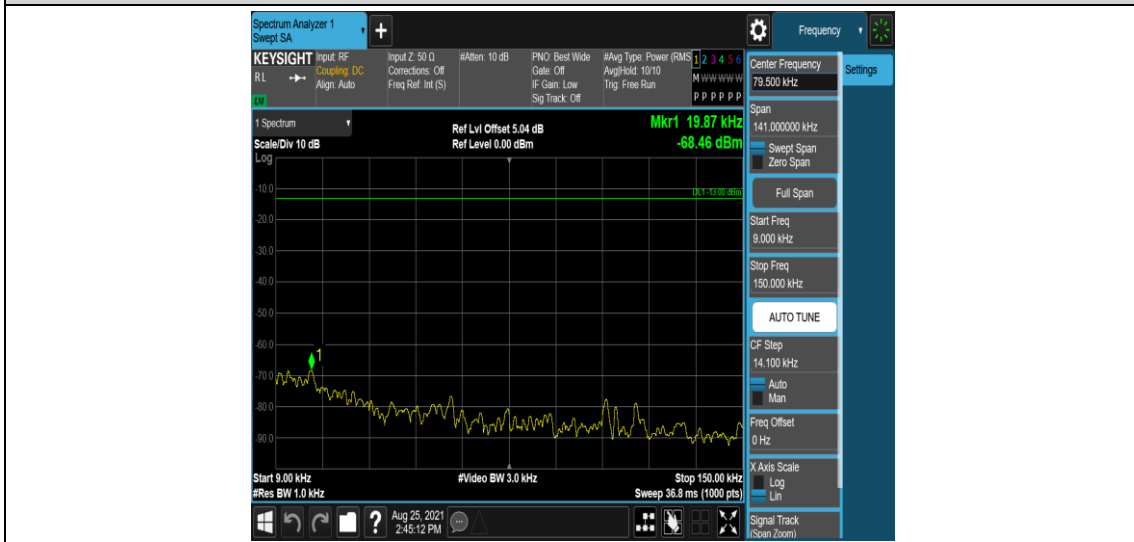 Spectrum Analyzer 1
Swept SA
+
Frequency
KEYSIGHT
RL
LXI
Input: RF
Coupling: DC
Align: Auto
Input Z: 50 Ω
Corrections: Off
Freq Ref: Int (S)
#Atten: 10 dB
PNO: Best Wide
Gate: Off
IF Gain: Low
Sig Track: Off
#Avg Type: Power (RMS
Avg|Hold: 10/10
Trig: Free Run
1 2 3 4 5 6
M W W W W W
P P P P P P
Center Frequency
79.500 kHz
Settings
Span
141.000000 kHz
Swept Span
Zero Span
Full Span
Start Freq
9.000 kHz
Stop Freq
150.000 kHz
AUTO TUNE
CF Step
14.100 kHz
Auto
Man
Freq Offset
0 Hz
X Axis Scale
Log
Lin
Signal Track
(Span Zoom)
1 Spectrum
Scale/Div 10 dB
Log
Ref Lvl Offset 5.04 dB
Ref Level 0.00 dBm
Mkr1 19.87 kHz
-68.46 dBm
DL1 -13.00 dBm
-10.0
-20.0
-30.0
-40.0
-50.0
-60.0
-70.0
-80.0
-90.0
1
Start 9.00 kHz
#Res BW 1.0 kHz
#Video BW 3.0 kHz
Stop 150.00 kHz
Sweep 36.8 ms (1000 pts)
?
Aug 25, 2021
2:45:12 PM